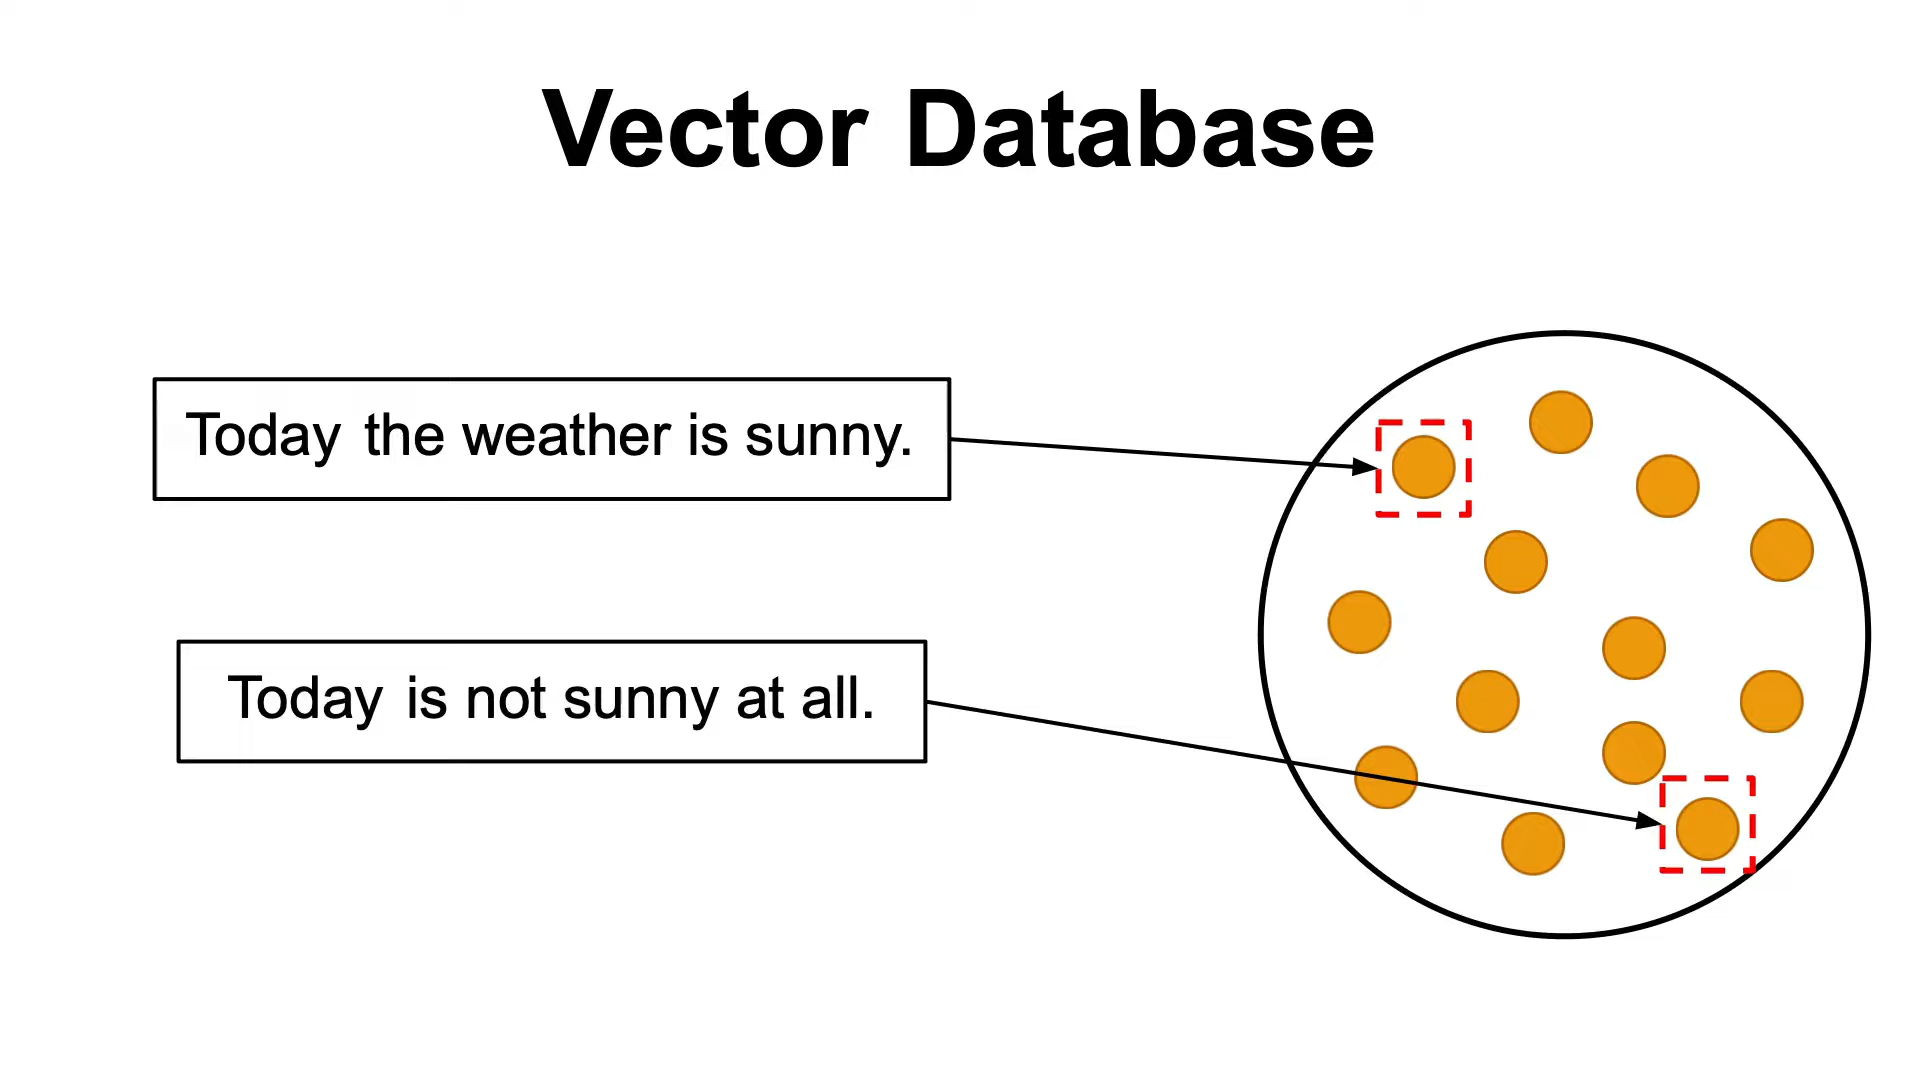 Vector Database
Today the weather is sunny.
Today is not sunny at all.